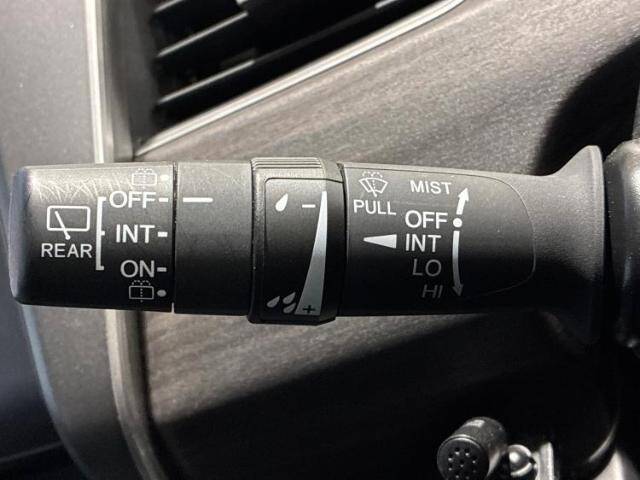 REAR
OFF
INT
ON
−
+
PULL
MIST
OFF
INT
LO
HI